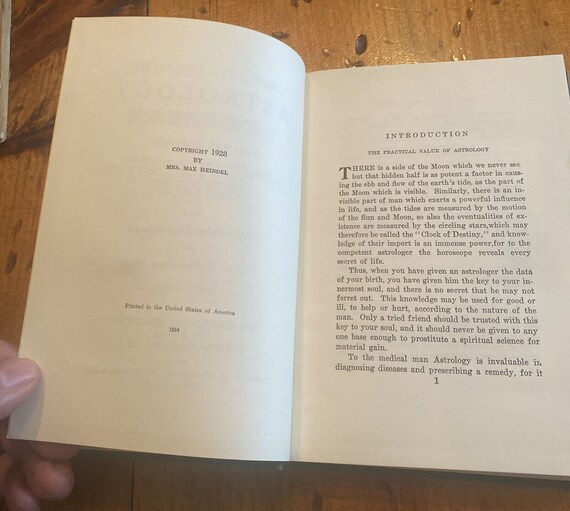 COPYRIGHT 1928
BY
MRS. MAX HEINDEL
Printed in the United States of America
1934
INTRODUCTION
THE PRACTICAL VALUE OF ASTROLOGY
THERE is a side of the Moon which we never see,
but that hidden half is as potent a factor in caus-
ing the ebb and flow of the earth's tide, as the part of
the Moon which is visible. Similarly, there is an in-
visible part of man which exerts a powerful influence
in life, and as the tides are measured by the motion
of the Sun and Moon, so also the eventualities of ex-
istence are measured by the circling stars,which may
therefore be called the "Clock of Destiny," and know-
ledge of their import is an immense power,for to the
competent astrologer the horoscope reveals every
secret of life.
Thus, when you have given an astrologer the data
of your birth, you have given him the key to your in-
nermost soul, and there is no secret that he may not
ferret out. This knowledge may be used for good or
ill, to help or hurt, according to the nature of the
man. Only a tried friend should be trusted with this
key to your soul, and it should never be given to any
one base enough to prostitute a spiritual science for
material gain.
To the medical man Astrology is invaluable in
diagnosing diseases and prescribing a remedy, for it
1